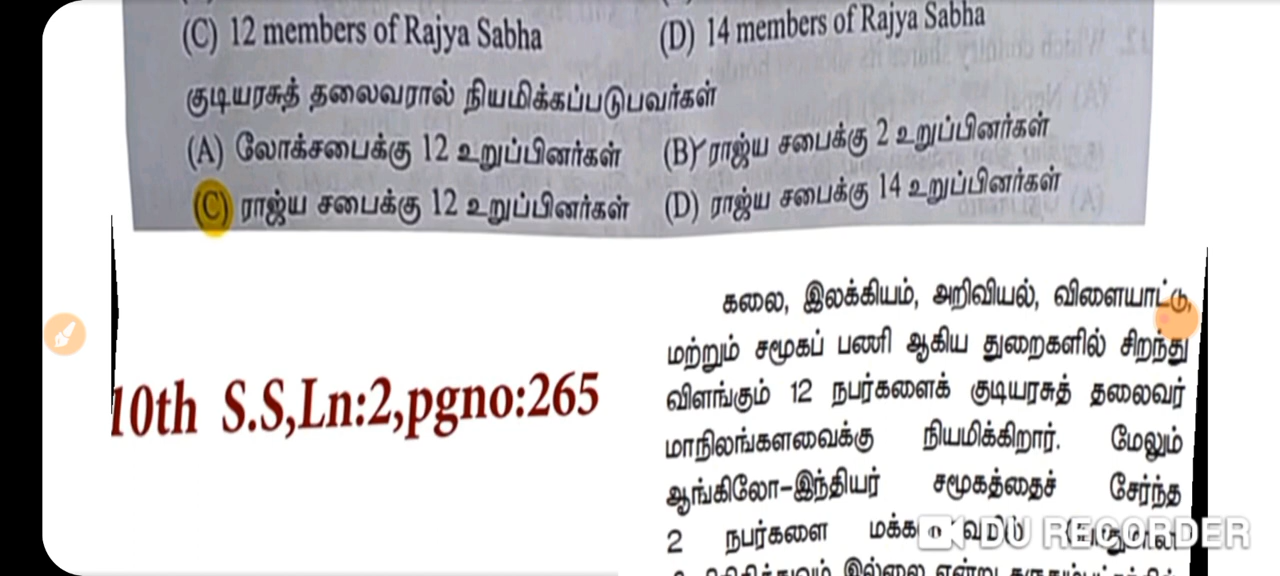 (C) 12 members of Rajya Sabha (D) 14 members of Rajya Sabha
குடியரசுத் தலைவரால் நியமிக்கப்படுபவர்கள்
(A) லோக்சபைக்கு 12 உறுப்பினர்கள் (B) ராஜ்ய சபைக்கு 2 உறுப்பினர்கள்
(C) ராஜ்ய சபைக்கு 12 உறுப்பினர்கள் (D) ராஜ்ய சபைக்கு 14 உறுப்பினர்கள்
10th S.S,Ln:2,pgno:265
கலை, இலக்கியம், அறிவியல், விளையாட்டு,
மற்றும் சமூகப் பணி ஆகிய துறைகளில் சிறந்து
விளங்கும் 12 நபர்களைக் குடியரசுத் தலைவர்
மாநிலங்களவைக்கு நியமிக்கிறார். மேலும்
ஆங்கிலோ-இந்தியர் சமூகத்தைச் சேர்ந்த
2 நபர்களை
DU RECORDER
இல்லை என்று